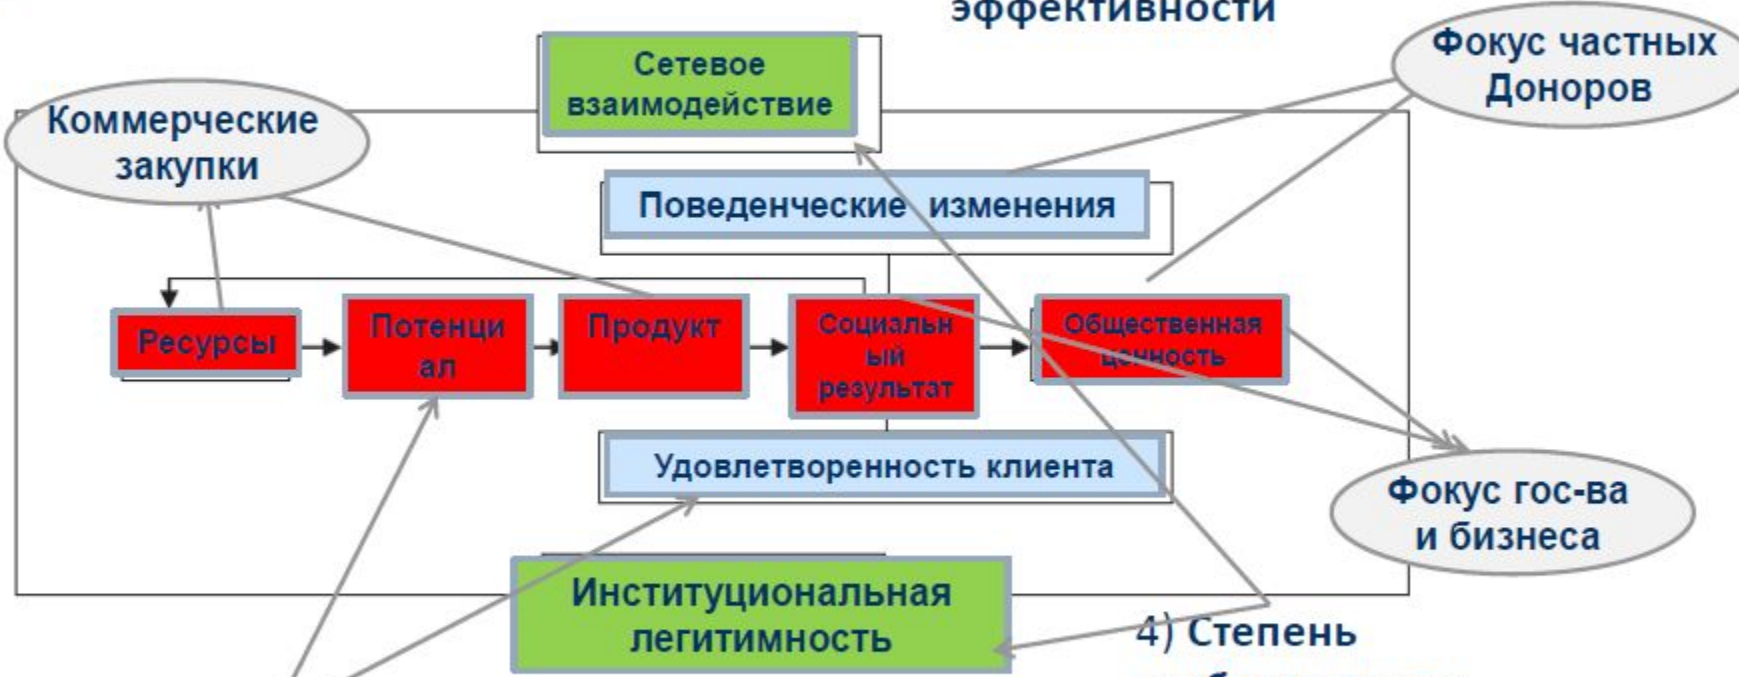 эффективности
Сетевое
взаимодействие
Фокус частных
Доноров
Коммерческие
закупки
Поведенческие изменения
Ресурсы
Потенци
ал
Продукт
Социальн
ый
результат
Общественная
ценность
Удовлетворенность клиента
Фокус гос-ва
и бизнеса
Институциональная
легитимность
4) Степень